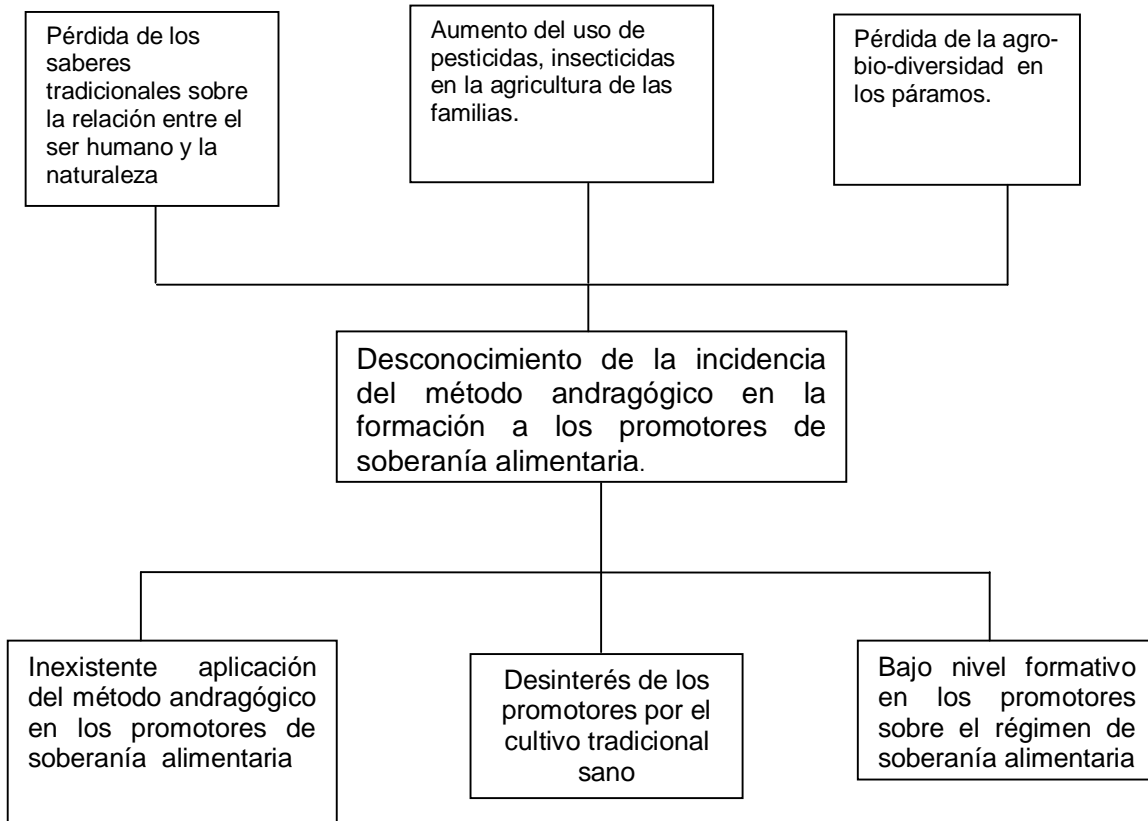 Pérdida de los
saberes
tradicionales sobre
la relación entre el
ser humano y la
naturaleza
Aumento del uso de
pesticidas, insecticidas
en la agricultura de las
familias.
Pérdida de la agro-
bio-diversidad en
los páramos.
Desconocimiento de la incidencia
del método andragógico en la
formación a los promotores de
soberanía alimentaria.
Inexistente aplicación
del método andragógico
en los promotores de
soberanía alimentaria
Desinterés de los
promotores por el
cultivo tradicional
sano
Bajo nivel formativo
en los promotores
sobre el régimen de
soberanía alimentaria